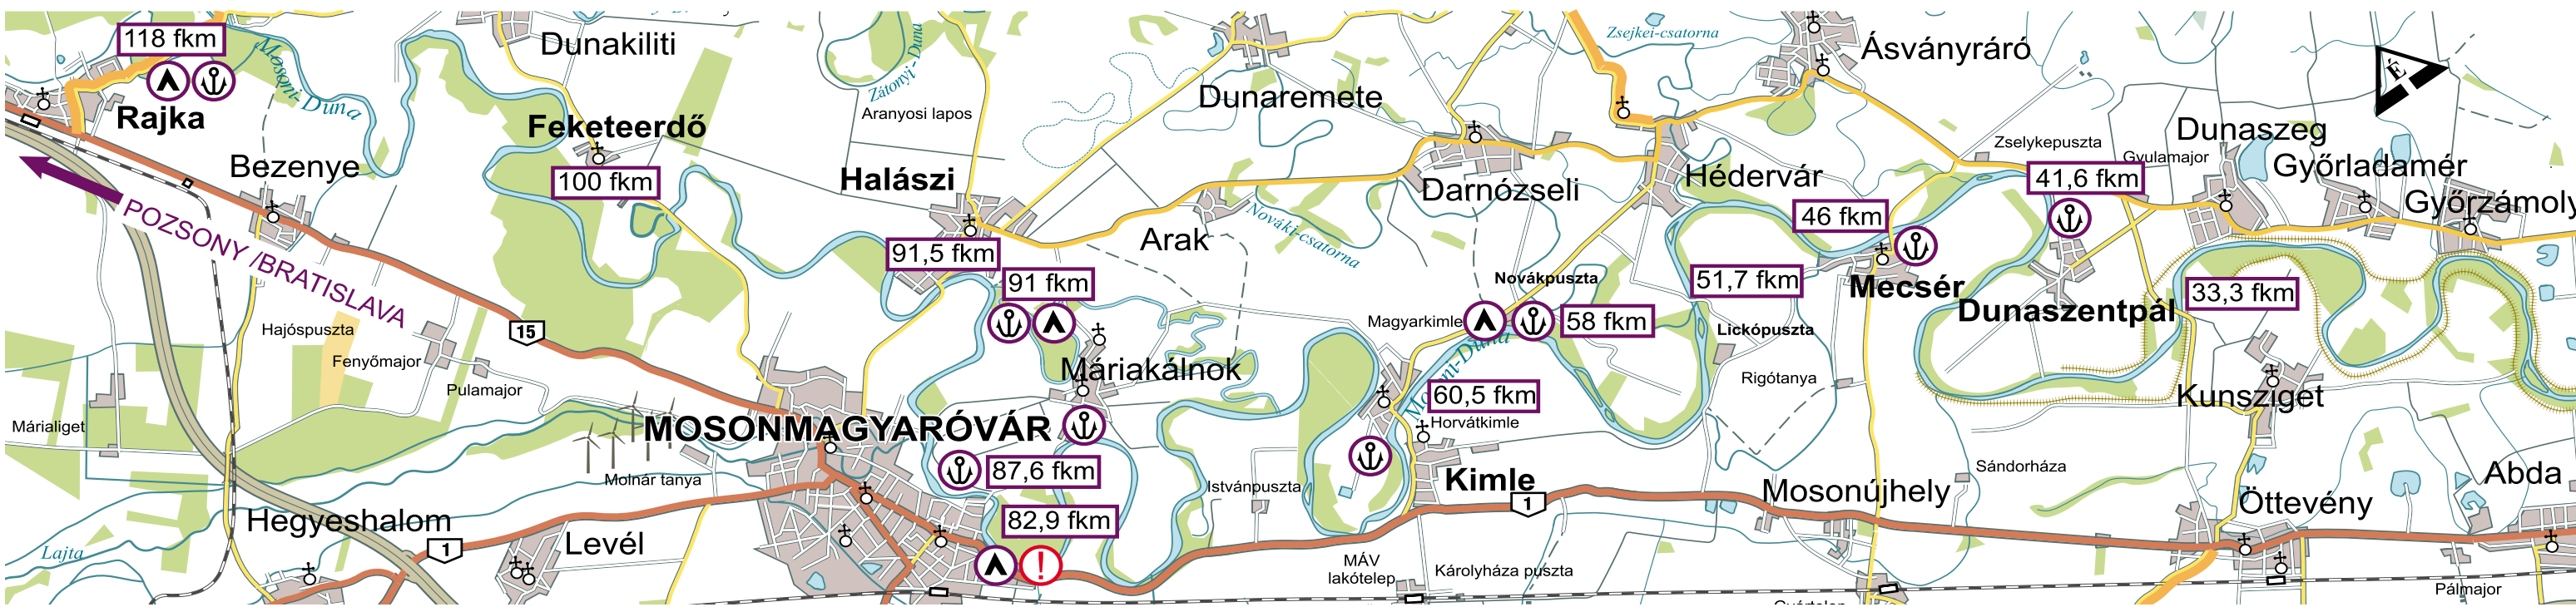 118 fkm
Mosoni-Duna
Rajka
Bezenye
POZSONY /BRATISLAVA
Dunakiliti
Feketeerdő
100 fkm
Zátonyi-Duna
Aranyosi lapos
Halászi
91,5 fkm
91 fkm
Dunaremete
Arak
Nováki-csatorna
Darnózseli
Zsejkei-csatorna
Ásványráró
Hédervár
Zselykepuszta
Gyulamajor
Dunaszeg
Győrladamér
Győrzámoly
É
41,6 fkm
46 fkm
51,7 fkm
Mecsér
Dunaszentpál
33,3 fkm
Novákpuszta
Magyarkimle
58 fkm
Lickópuszta
Rigótanya
Mosoni-Duna
60,5 fkm
Horvátkimle
Kimle
Kunsziget
Hajóspuszta
Fenyőmajor
Pulamajor
15
Márialiget
Máriakálnok
MOSONMAGYARÓVÁR
87,6 fkm
82,9 fkm
!
Molnár tanya
Istvánpuszta
Hegyeshalom
1
Levél
Lajta
1
MÁV
lakótelep
Károlyháza puszta
Mosonújhely
Sándorháza
Öttevény
Abda
Pálmajor